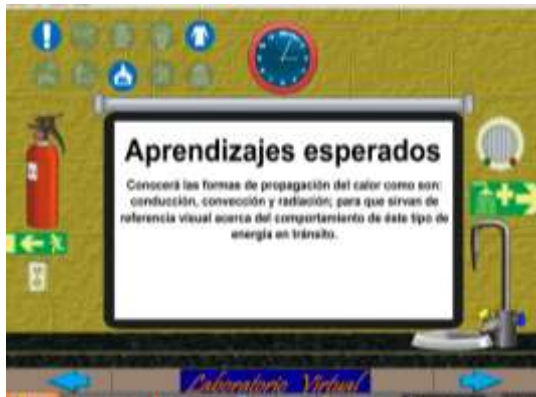 Aprendizajes esperados
Conocerá las formas de propagación del calor como son:
conducción, convección y radiación; para que sirvan de
referencia visual acerca del comportamiento de éste tipo de
energía en tránsito.
Laboratorio Virtual